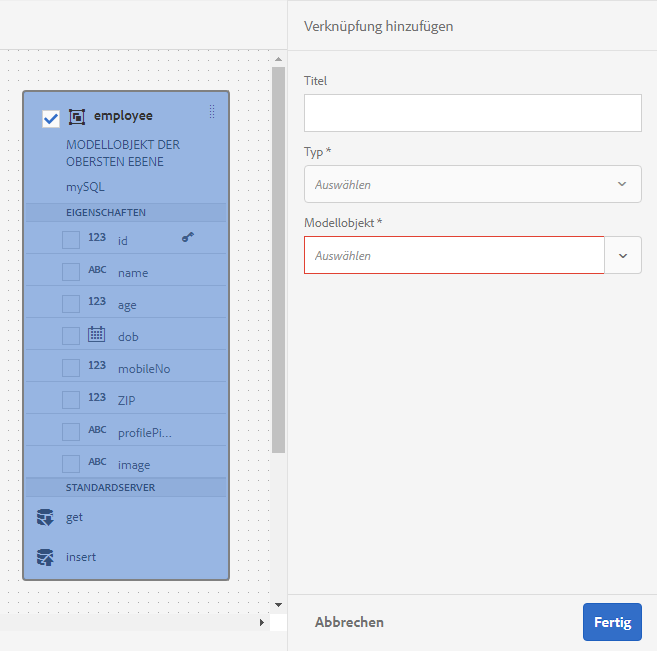 employee
MODELLOBJEKT DER
OBERSTEN EBENE
mySQL
EIGENSCHAFTEN
123 id
ABC name
123 age
dob
123 mobileNo
123 ZIP
ABC profilePi...
ABC image
STANDARDSERVER
get
insert
Verknüpfung hinzufügen
Titel
Typ *
Auswählen
Modellobjekt *
Auswählen
Abbrechen
Fertig